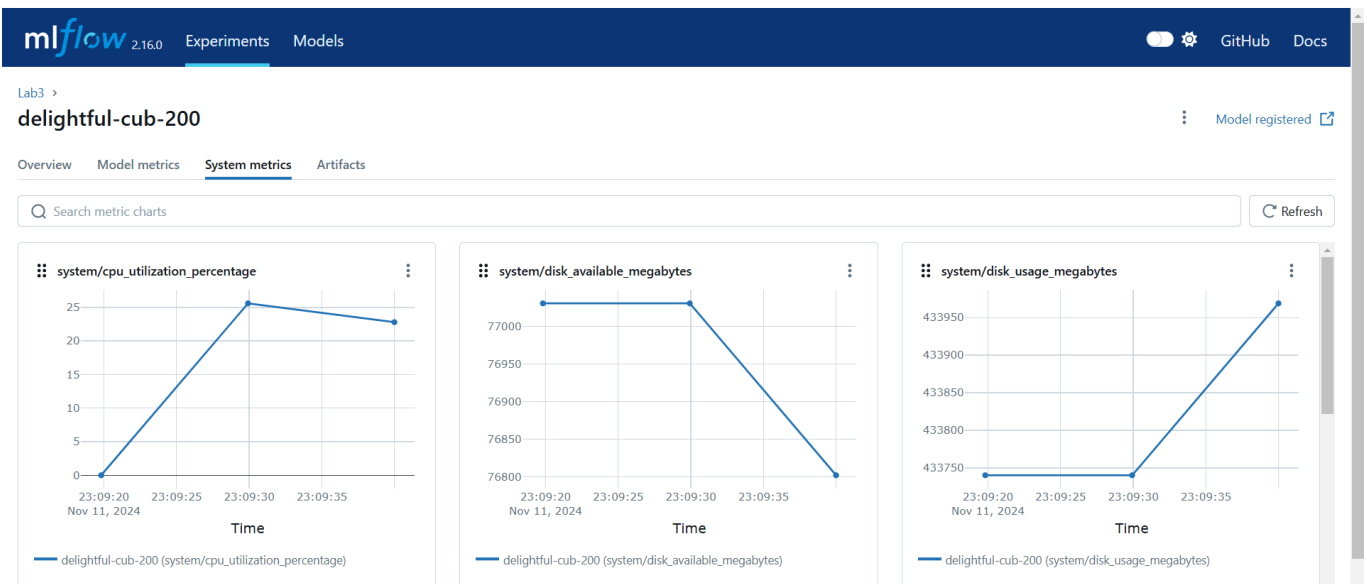 mlflow 2.16.0 Experiments Models GitHub Docs
Lab3 >
delightful-cub-200
Model registered
Overview Model metrics System metrics Artifacts
Search metric charts
Refresh
system/cpu_utilization_percentage
25
20
15
10
5
0
23:09:20 23:09:25 23:09:30 23:09:35
Nov 11, 2024
Time
delightful-cub-200 (system/cpu_utilization_percentage)
system/disk_available_megabytes
77000
76950
76900
76850
76800
23:09:20 23:09:25 23:09:30 23:09:35
Nov 11, 2024
Time
delightful-cub-200 (system/disk_available_megabytes)
system/disk_usage_megabytes
433950
433900
433850
433800
433750
23:09:20 23:09:25 23:09:30 23:09:35
Nov 11, 2024
Time
delightful-cub-200 (system/disk_usage_megabytes)